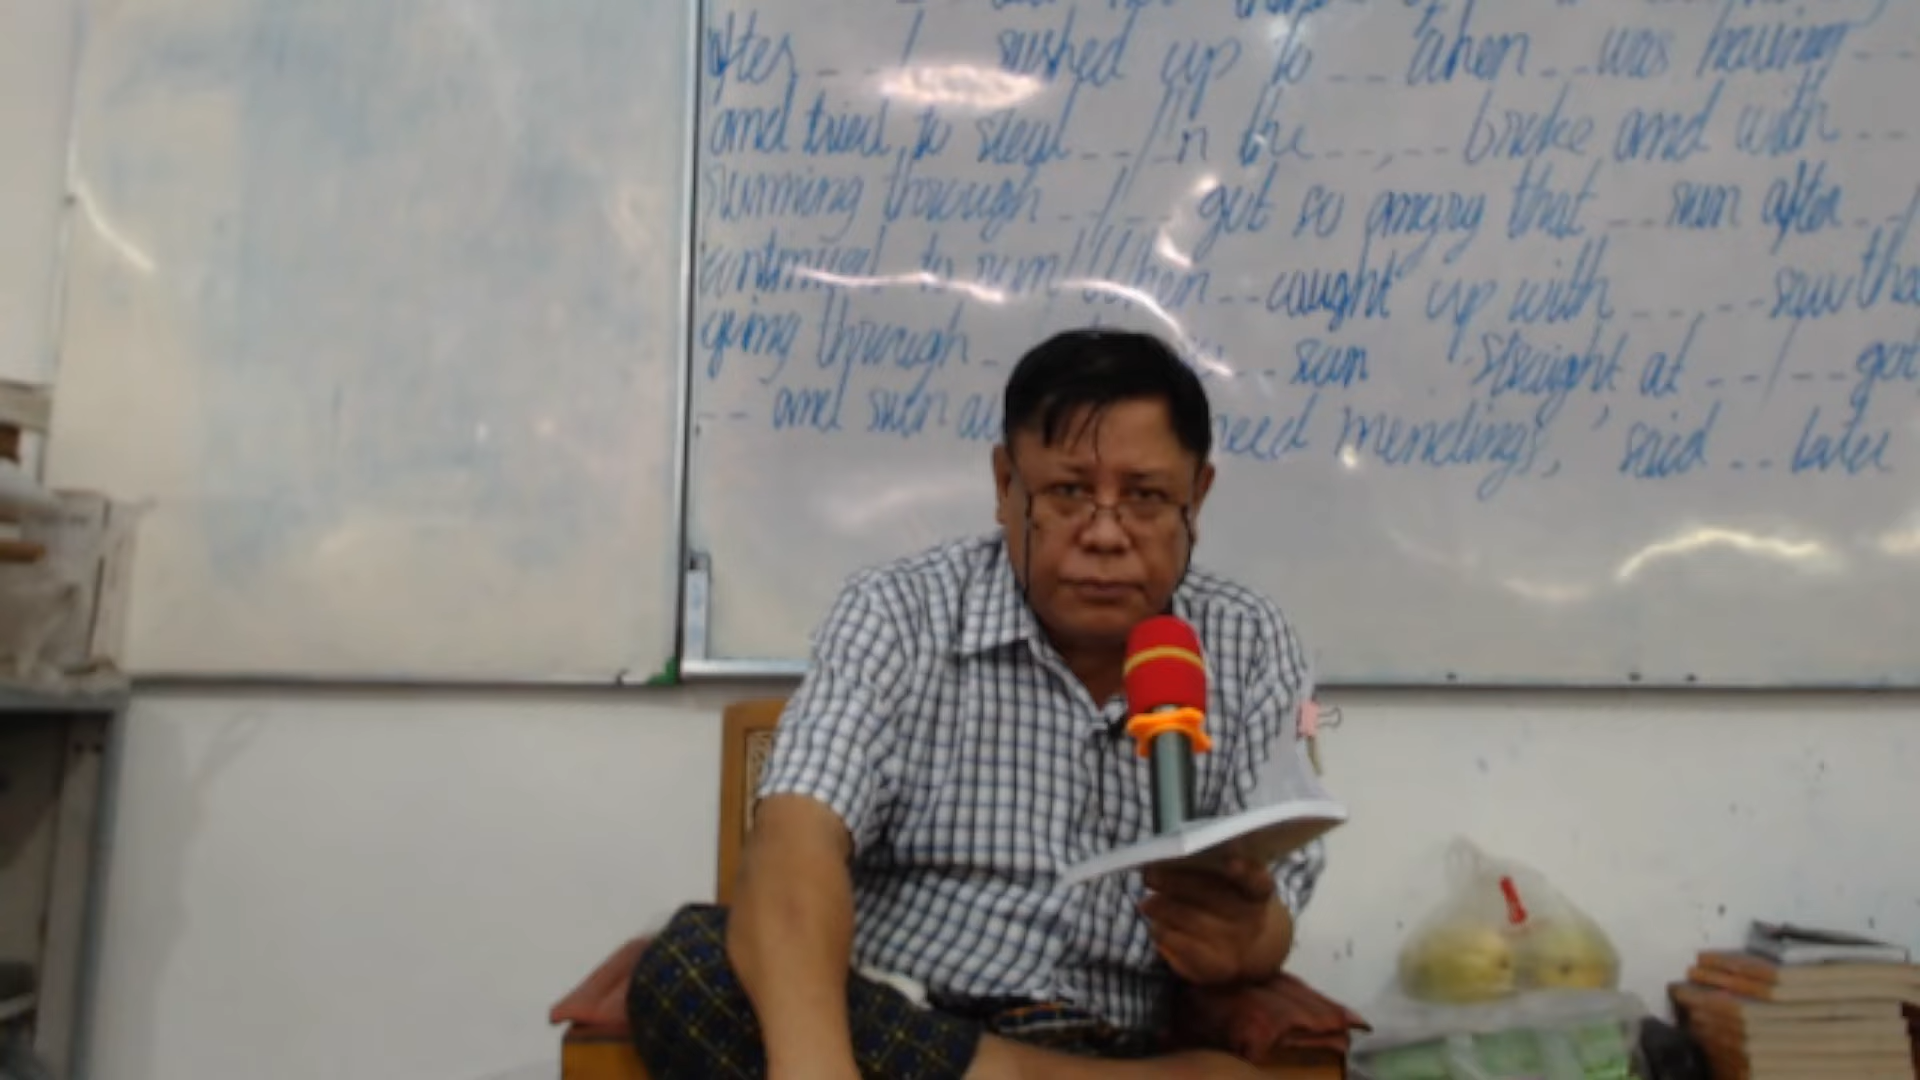 after _ _ / rushed up to _ _ when _ _ was having _ _
and tried to steal _ _ / In the _ _, _ _ broke and with _ _
running through _ _ / _ _ got so angry that _ _ ran after _ _ /
continued to run / When _ _ caught up with _ _, _ _ saw that
going through _ _ ran straight at _ _ / _ _ got
_ _ and ran need mending,' said _ _ later